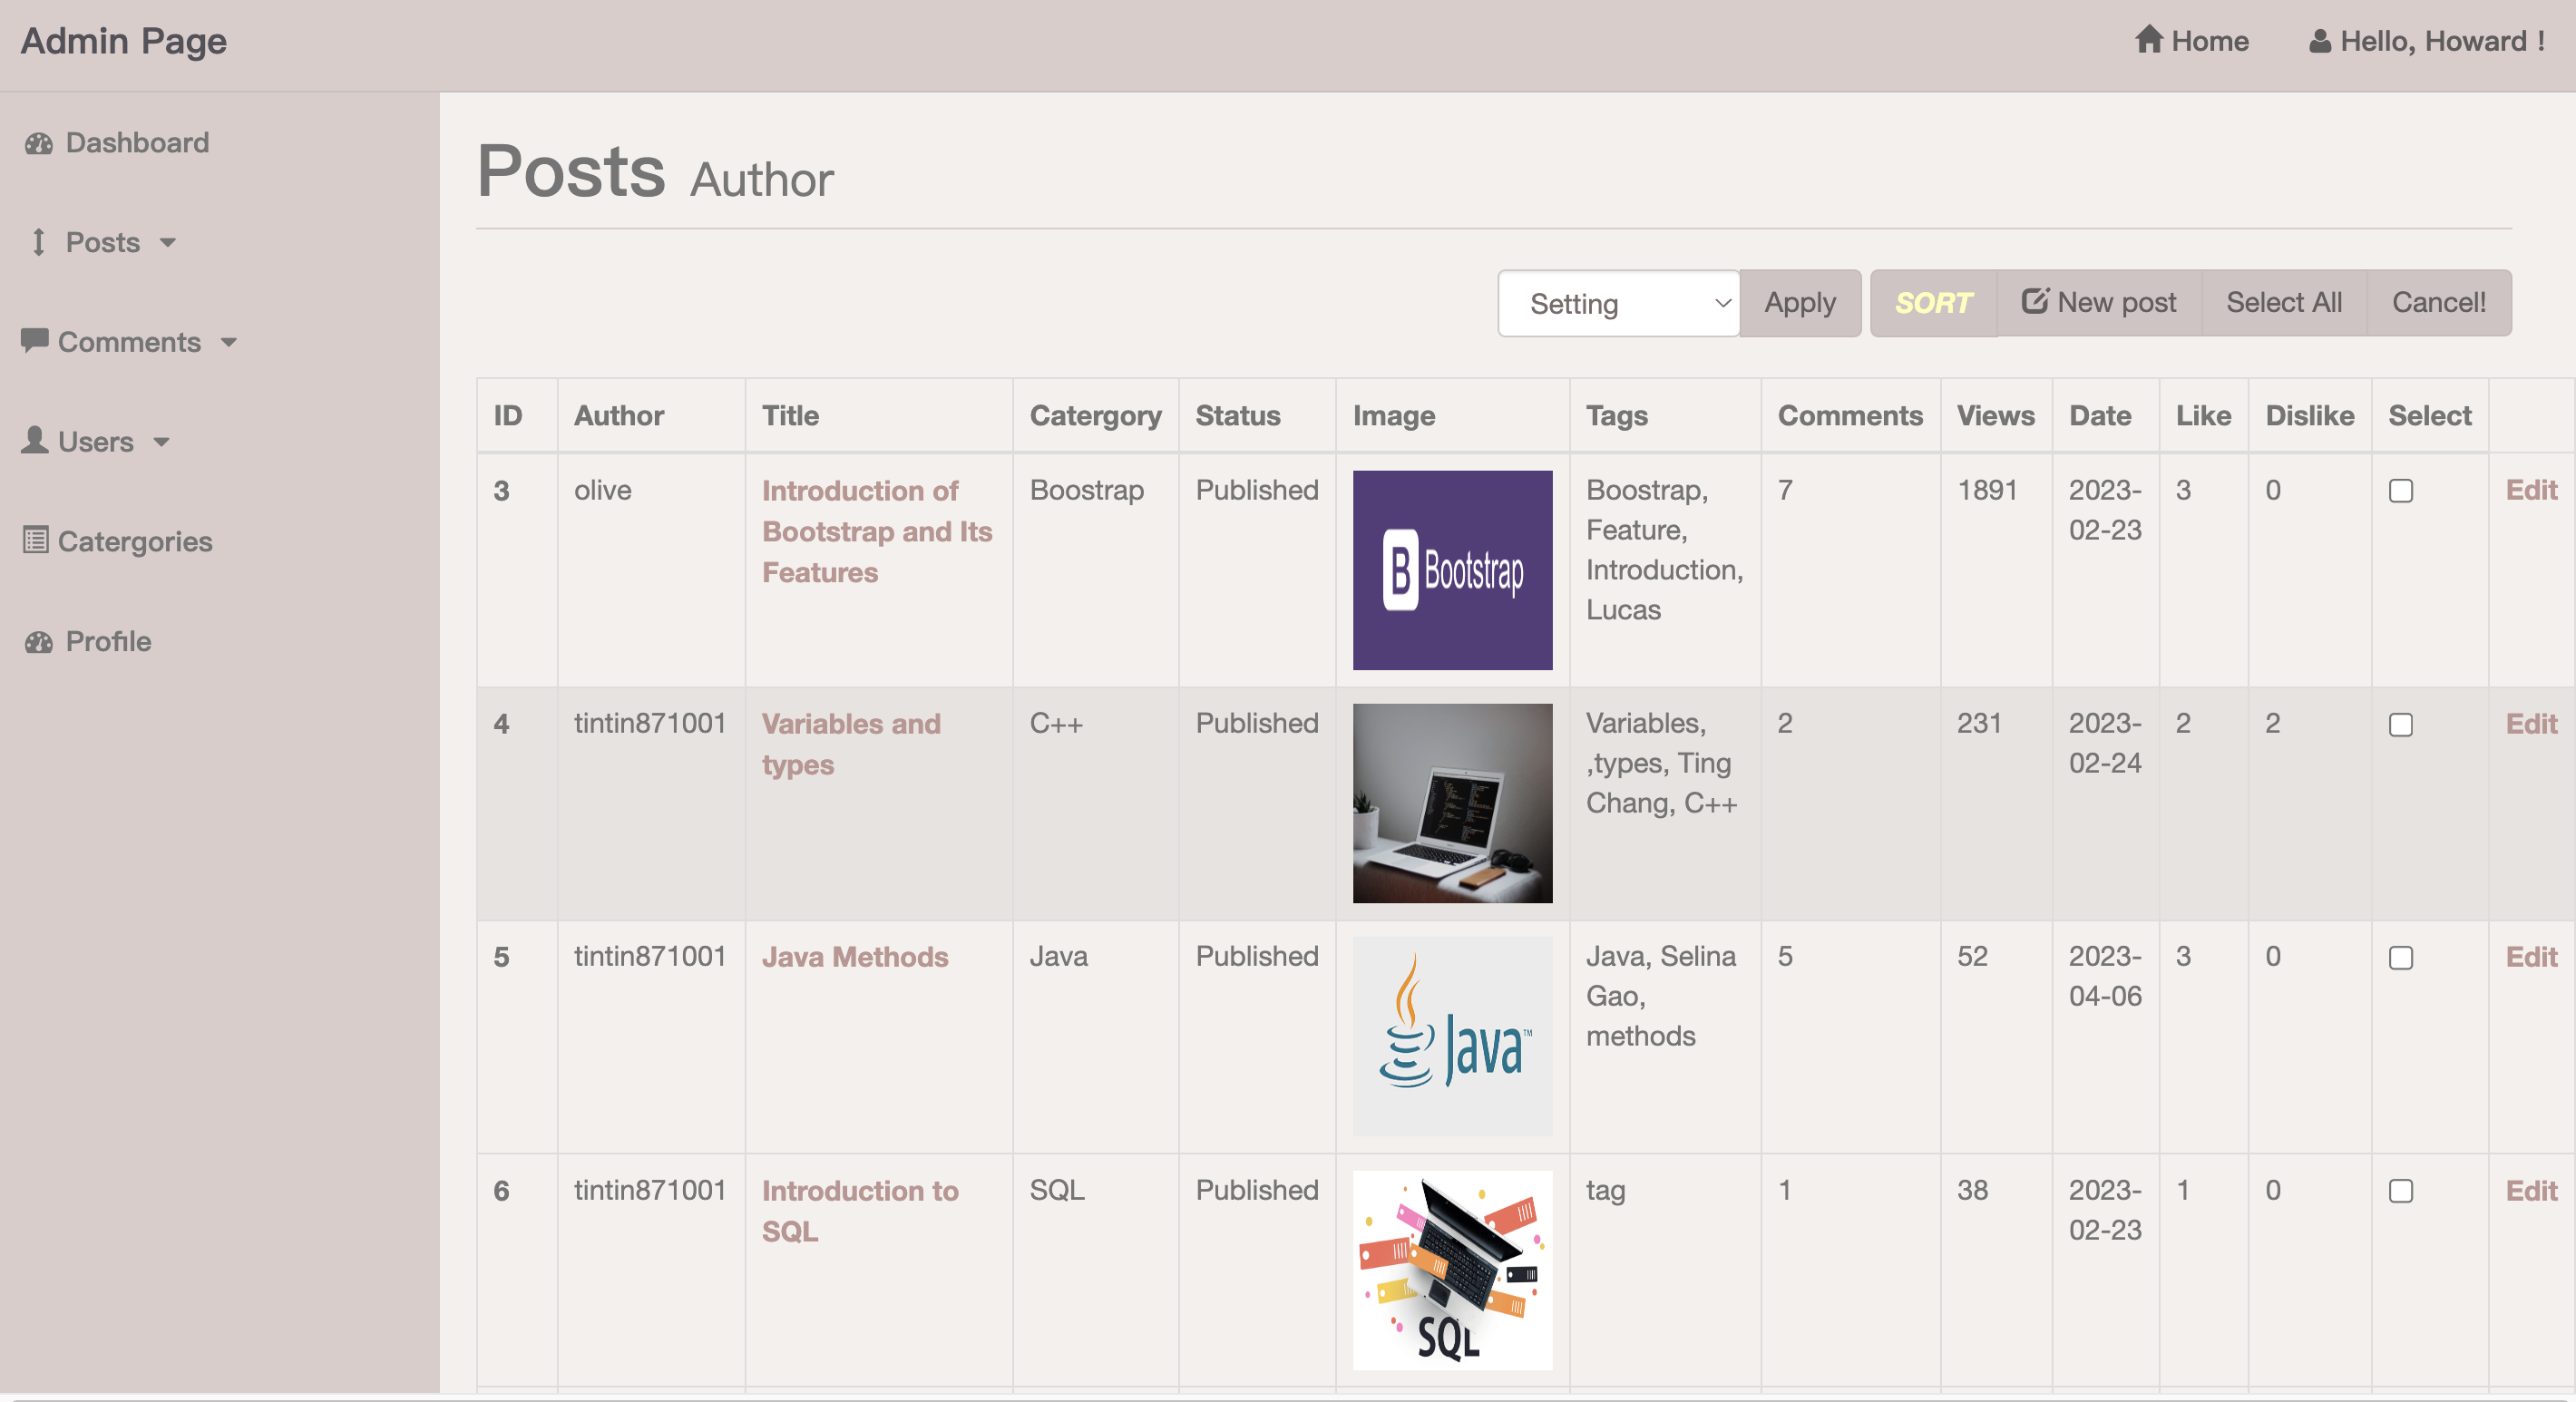 Admin Page
Home
Hello, Howard !
Dashboard
Posts
Comments
Users
Catergories
Profile
Posts Author
Setting
Apply
SORT
New post
Select All
Cancel!
ID Author Title Catergory Status Image Tags Comments Views Date Like Dislike Select
3 olive Introduction of Boostrap Published Boostrap, 7 1891 2023- 3 0 Edit
Bootstrap and Its Feature, 02-23
Features Introduction,
Lucas
B Bootstrap
4 tintin871001 Variables and C++ Published Variables, 2 231 2023- 2 2 Edit
types ,types, Ting 02-24
Chang, C++
5 tintin871001 Java Methods Java Published Java, Selina 5 52 2023- 3 0 Edit
Gao, 04-06
methods
Java™
6 tintin871001 Introduction to SQL Published tag 1 38 2023- 1 0 Edit
SQL 02-23
SQL